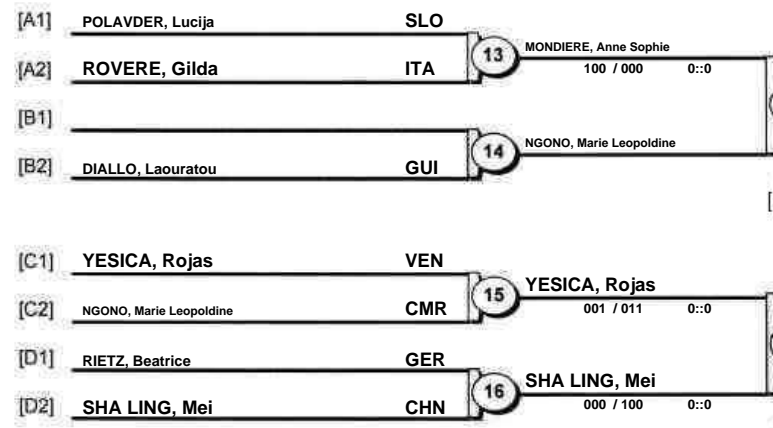 [A1] POLAVDER, Lucija SLO
13 MONDIERE, Anne Sophie
[A2] ROVERE, Gilda ITA
100 / 000 0::0
[B1]
14 NGONO, Marie Leopoldine
[B2] DIALLO, Laouratou GUI
[
[C1] YESICA, Rojas VEN
15 YESICA, Rojas
[C2] NGONO, Marie Leopoldine CMR
001 / 011 0::0
[D1] RIETZ, Beatrice GER
16 SHA LING, Mei
[D2] SHA LING, Mei CHN
000 / 100 0::0